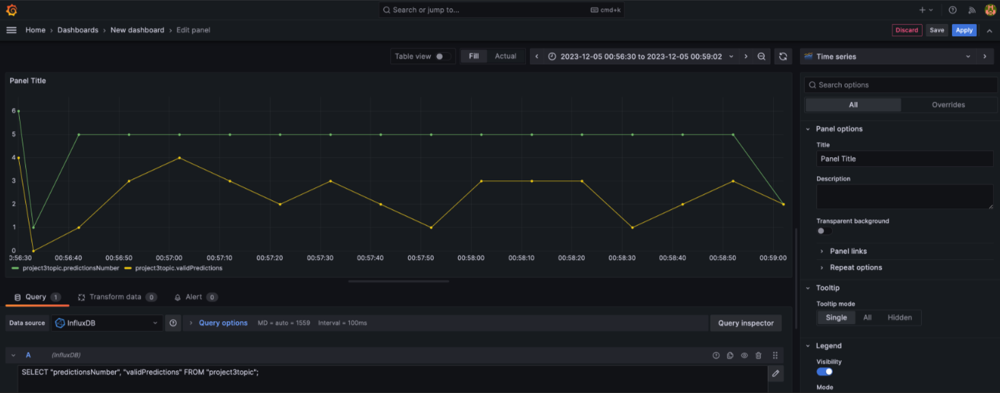 Search or jump to... cmd+k
Home › Dashboards › New dashboard › Edit panel
Discard Save Apply
Table view Fill Actual 2023-12-05 00:56:30 to 2023-12-05 00:59:02
Time series
Panel Title
6
5
4
3
2
1
0
0:56:30 00:56:40 00:56:50 00:57:00 00:57:10 00:57:20 00:57:30 00:57:40 00:57:50 00:58:00 00:58:10 00:58:20 00:58:30 00:58:40 00:58:50 00:59:00
project3topic.predictionsNumber project3topic.validPredictions
Search options
All Overrides
Panel options
Title
Panel Title
Description
Transparent background
Panel links
Repeat options
Tooltip
Tooltip mode
Single All Hidden
Legend
Visibility
Mode
Query 1 Transform data 0 Alert 0
Data source InfluxDB Query options MD = auto = 1559 Interval = 100ms Query inspector
A (InfluxDB)
SELECT "predictionsNumber", "validPredictions" FROM "project3topic";